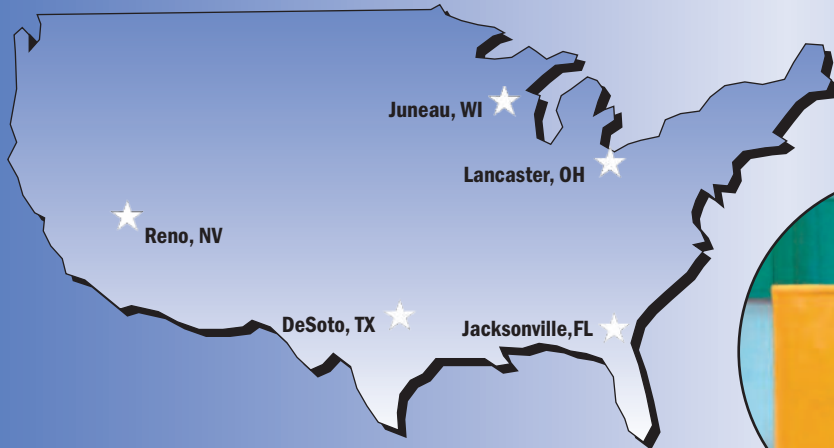 Juneau, WI
Lancaster, OH
Reno, NV
DeSoto, TX
Jacksonville,FL